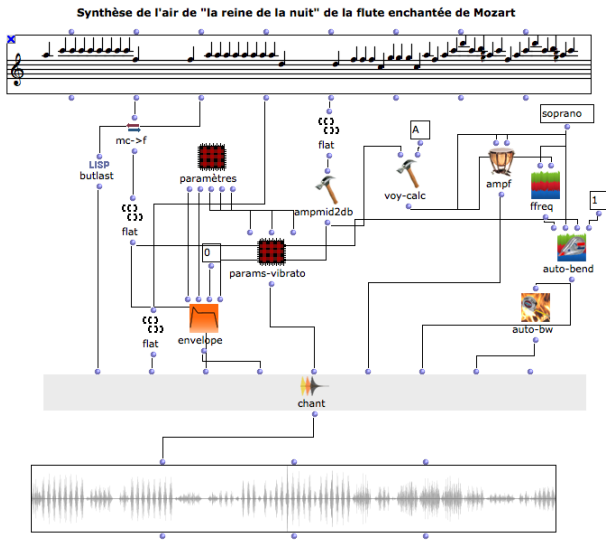 Synthèse de l'air de "la reine de la nuit" de la flute enchantée de Mozart
soprano
A
mc->f
LISP
butlast
flat
paramètres
voy-calc
ampf
ffreq
1
ampmid2db
flat
0
params-vibrato
auto-bend
flat
envelope
auto-bw
chant